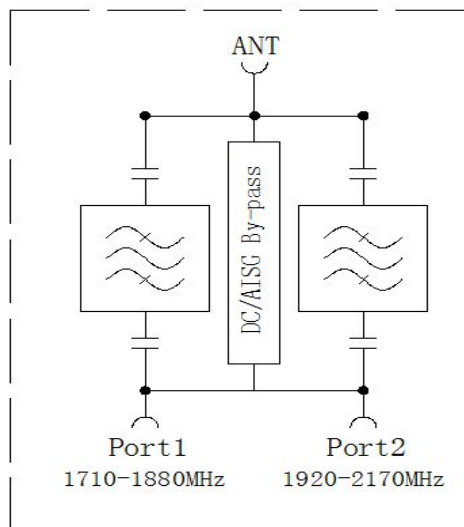 ANT
DC/AISG By-pass
Port1
1710-1880MHz
Port2
1920-2170MHz